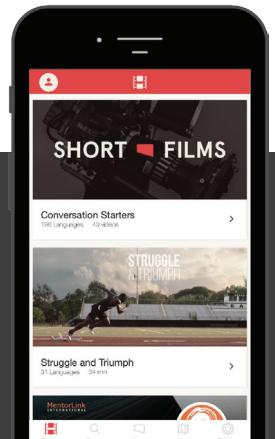 SHORT FILMS
Conversation Starters
196 Languages 43 videos
STRUGGLE
& TRIUMPH
Struggle and Triumph
31 Languages 34 min
MentorLink
INTERNATIONAL